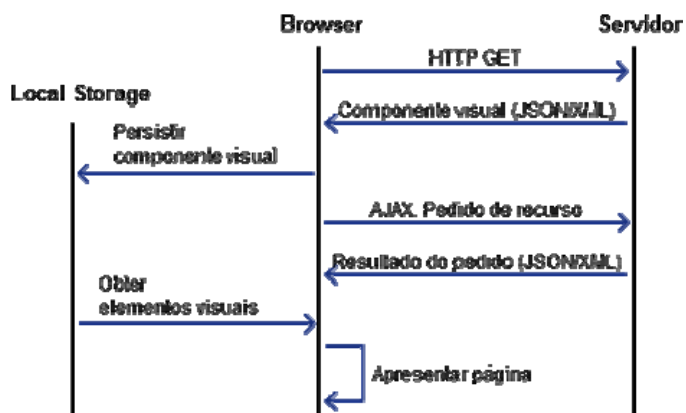 Browser
Servidor
HTTP GET
Local Storage
Componente visual (JSON/XML)
Persistir
componente visual
AJAX. Pedido de recurso
Resultado do pedido (JSON/XML)
Obter
elementos visuais
Apresentar página